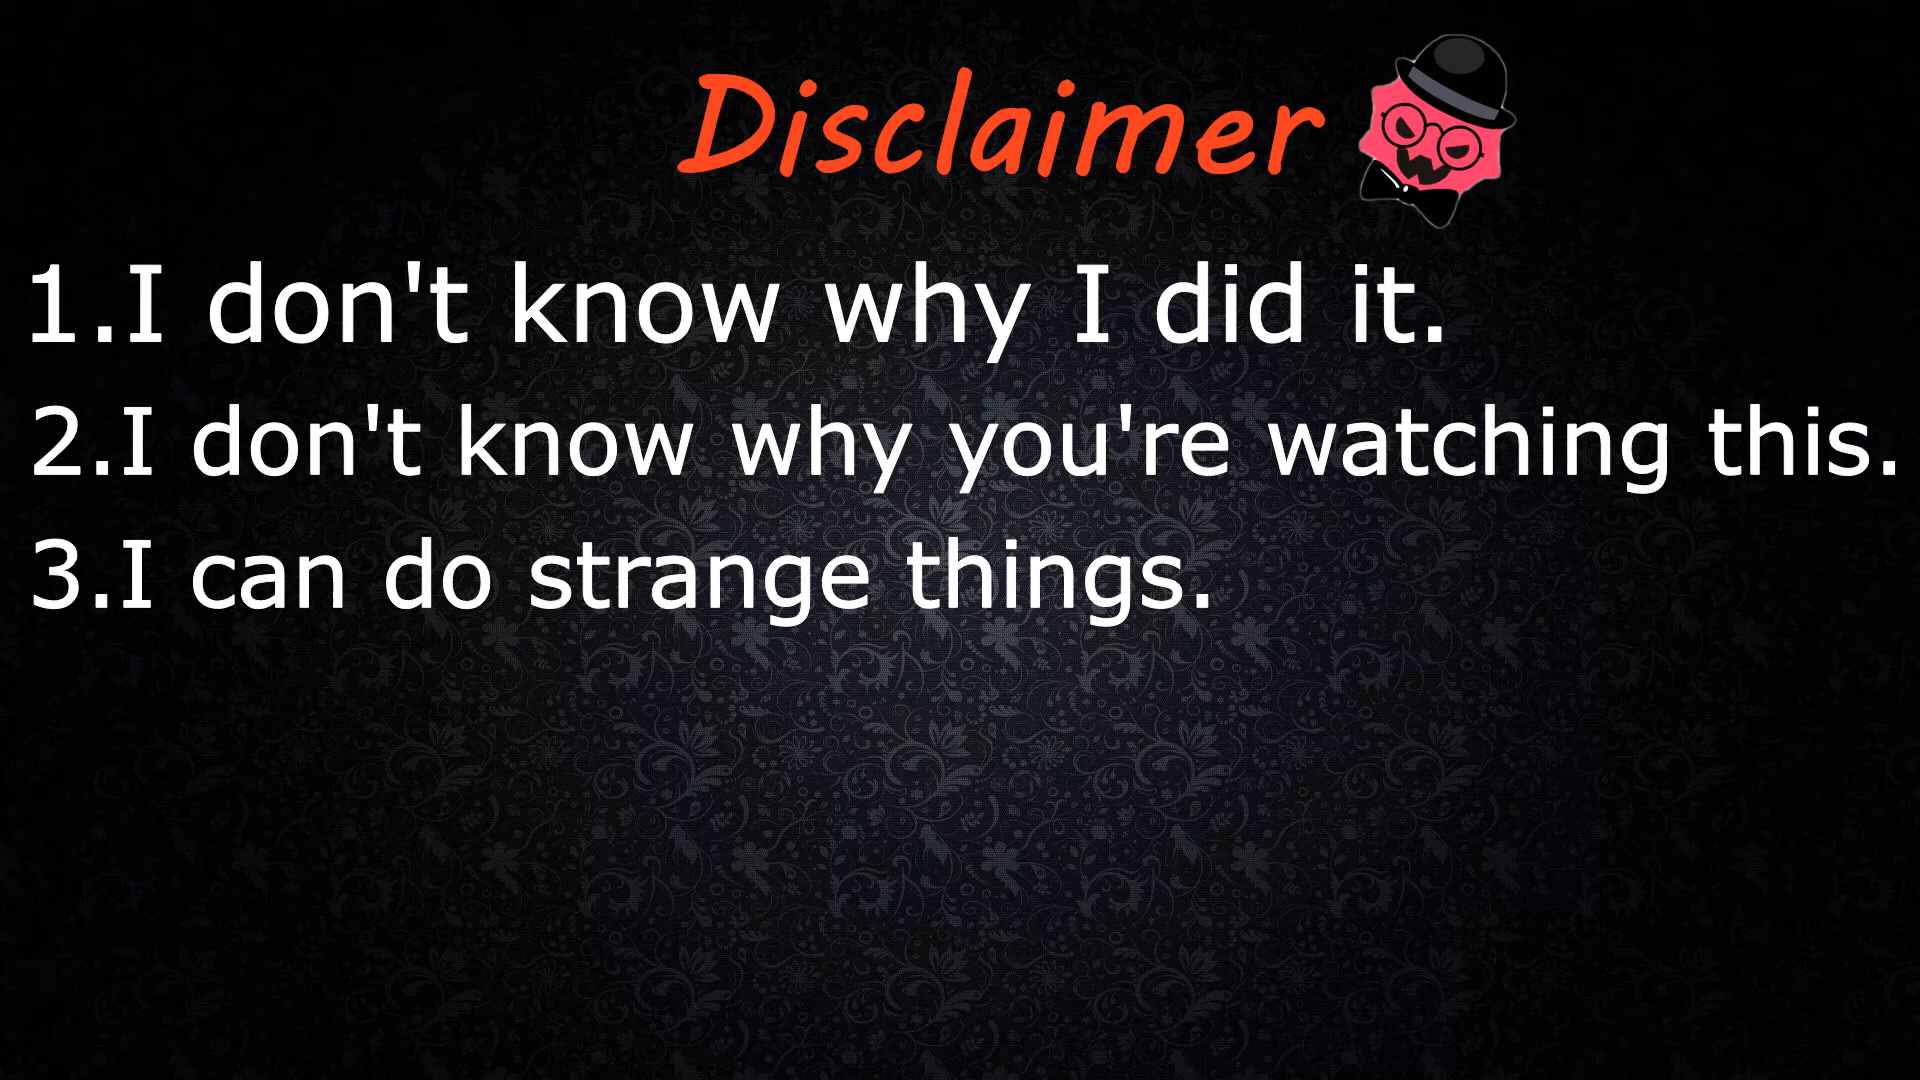 Disclaimer
1.I don't know why I did it.
2.I don't know why you're watching this.
3.I can do strange things.